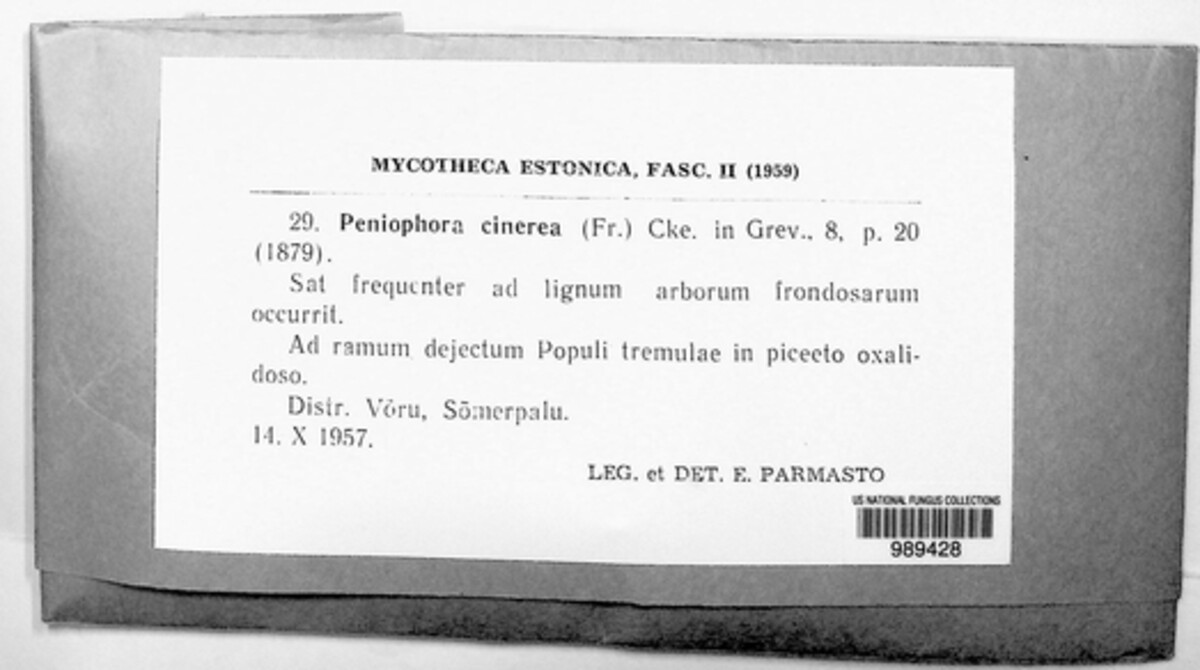 MYCOTHECA ESTONICA, FASC. II (1959)
29. Peniophora cinerea (Fr.) Cke. in Grev., 8, p. 20
(1879).
Sat frequenter ad lignum arborum frondosarum
occurrit.
Ad ramum dejectum Populi tremulae in piceeto oxali-
doso.
Distr. Võru, Sõmerpalu.
14. X 1957.
LEG. et DET. E. PARMASTO
US NATIONAL FUNGUS COLLECTIONS
989428